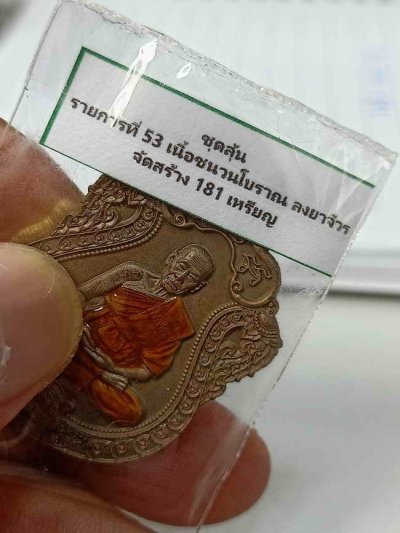 ชุดลุ้น
รายการที่ 53 เนื้อชนวนโบราณ ลงยาจีวร
จัดสร้าง 181 เหรียญ